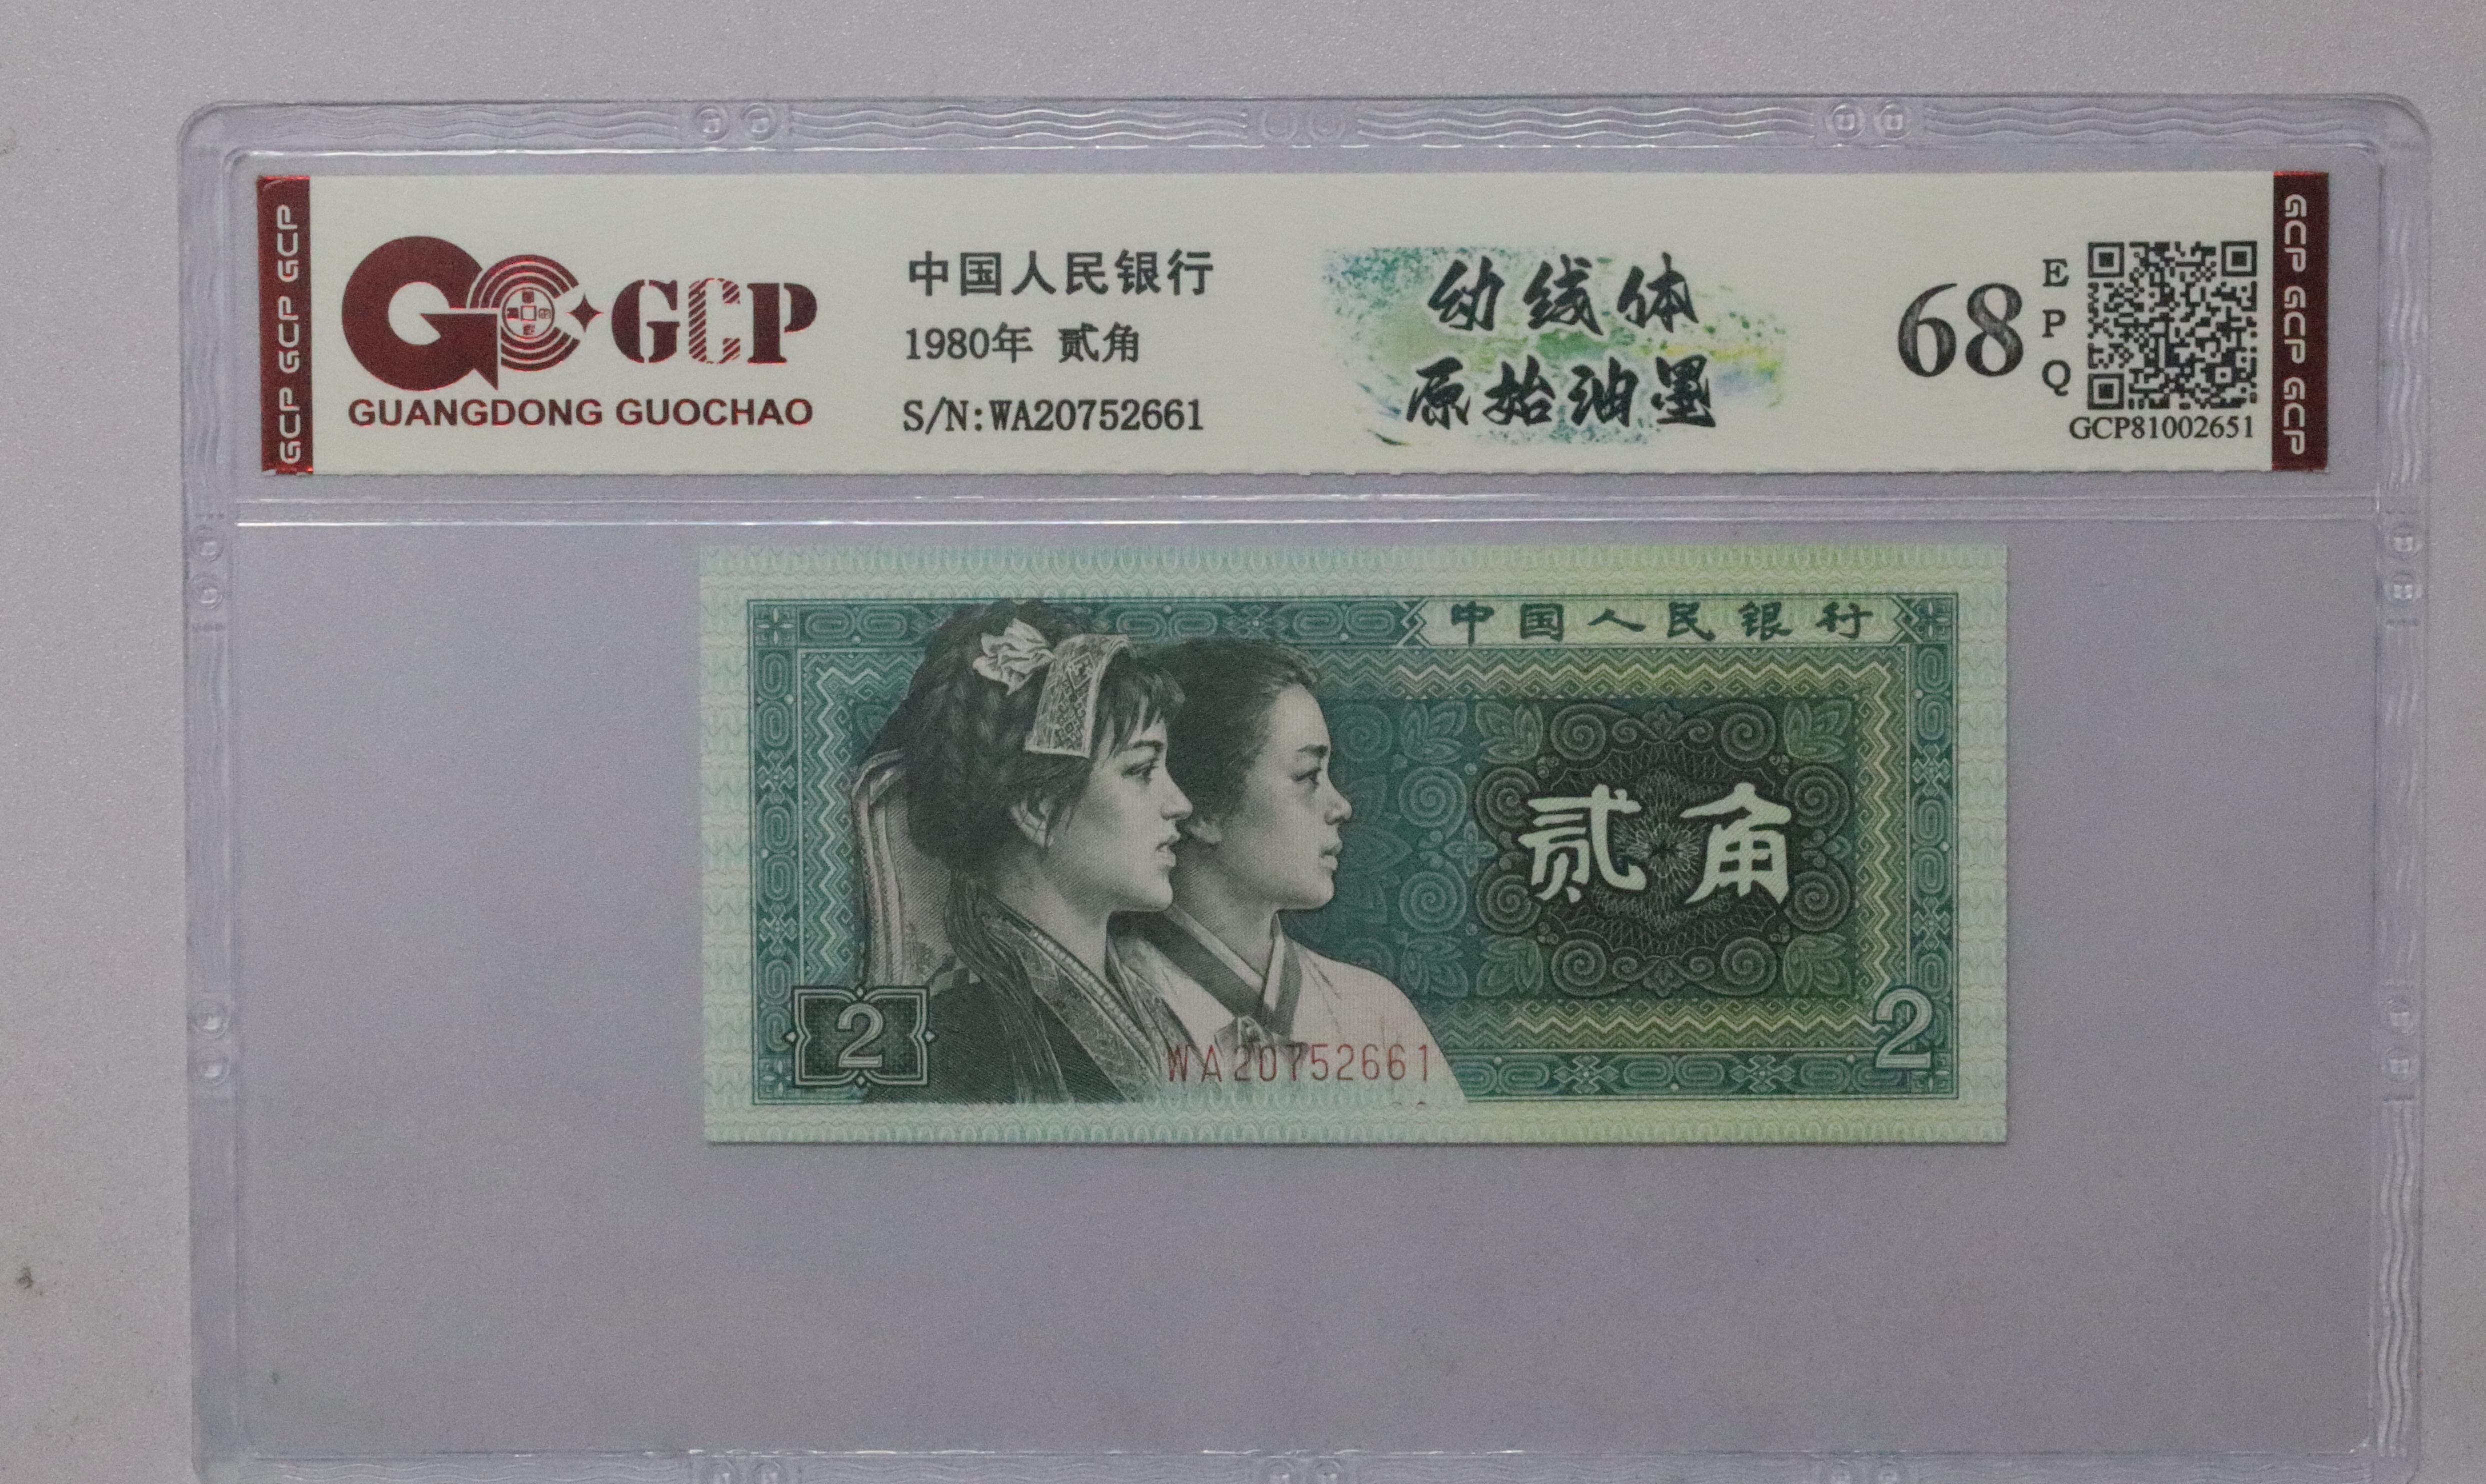 GCP GCP GCP
GCP
GUANGDONG GUOCHAO
中国人民银行
1980年 贰角
S/N:WA20752661
幼线体
原始油墨
68
EPQ
GCP81002651
GCP GCP GCP
中国人民银行
贰角
2
WA20752661
2